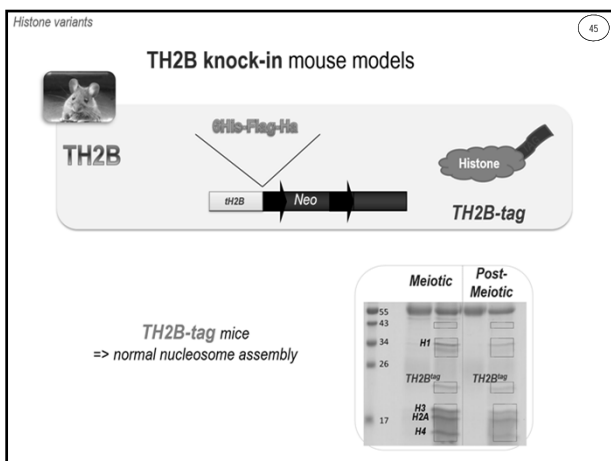 Histone variants
45
TH2B knock-in mouse models
6His-Flag-Ha
TH2B
tH2B
Neo
Histone
TH2B-tag
TH2B-tag mice
=> normal nucleosome assembly
Meiotic
Post-
Meiotic
55
43
34
H1
26
TH2Btag
TH2Btag
H3
H2A
17
H4